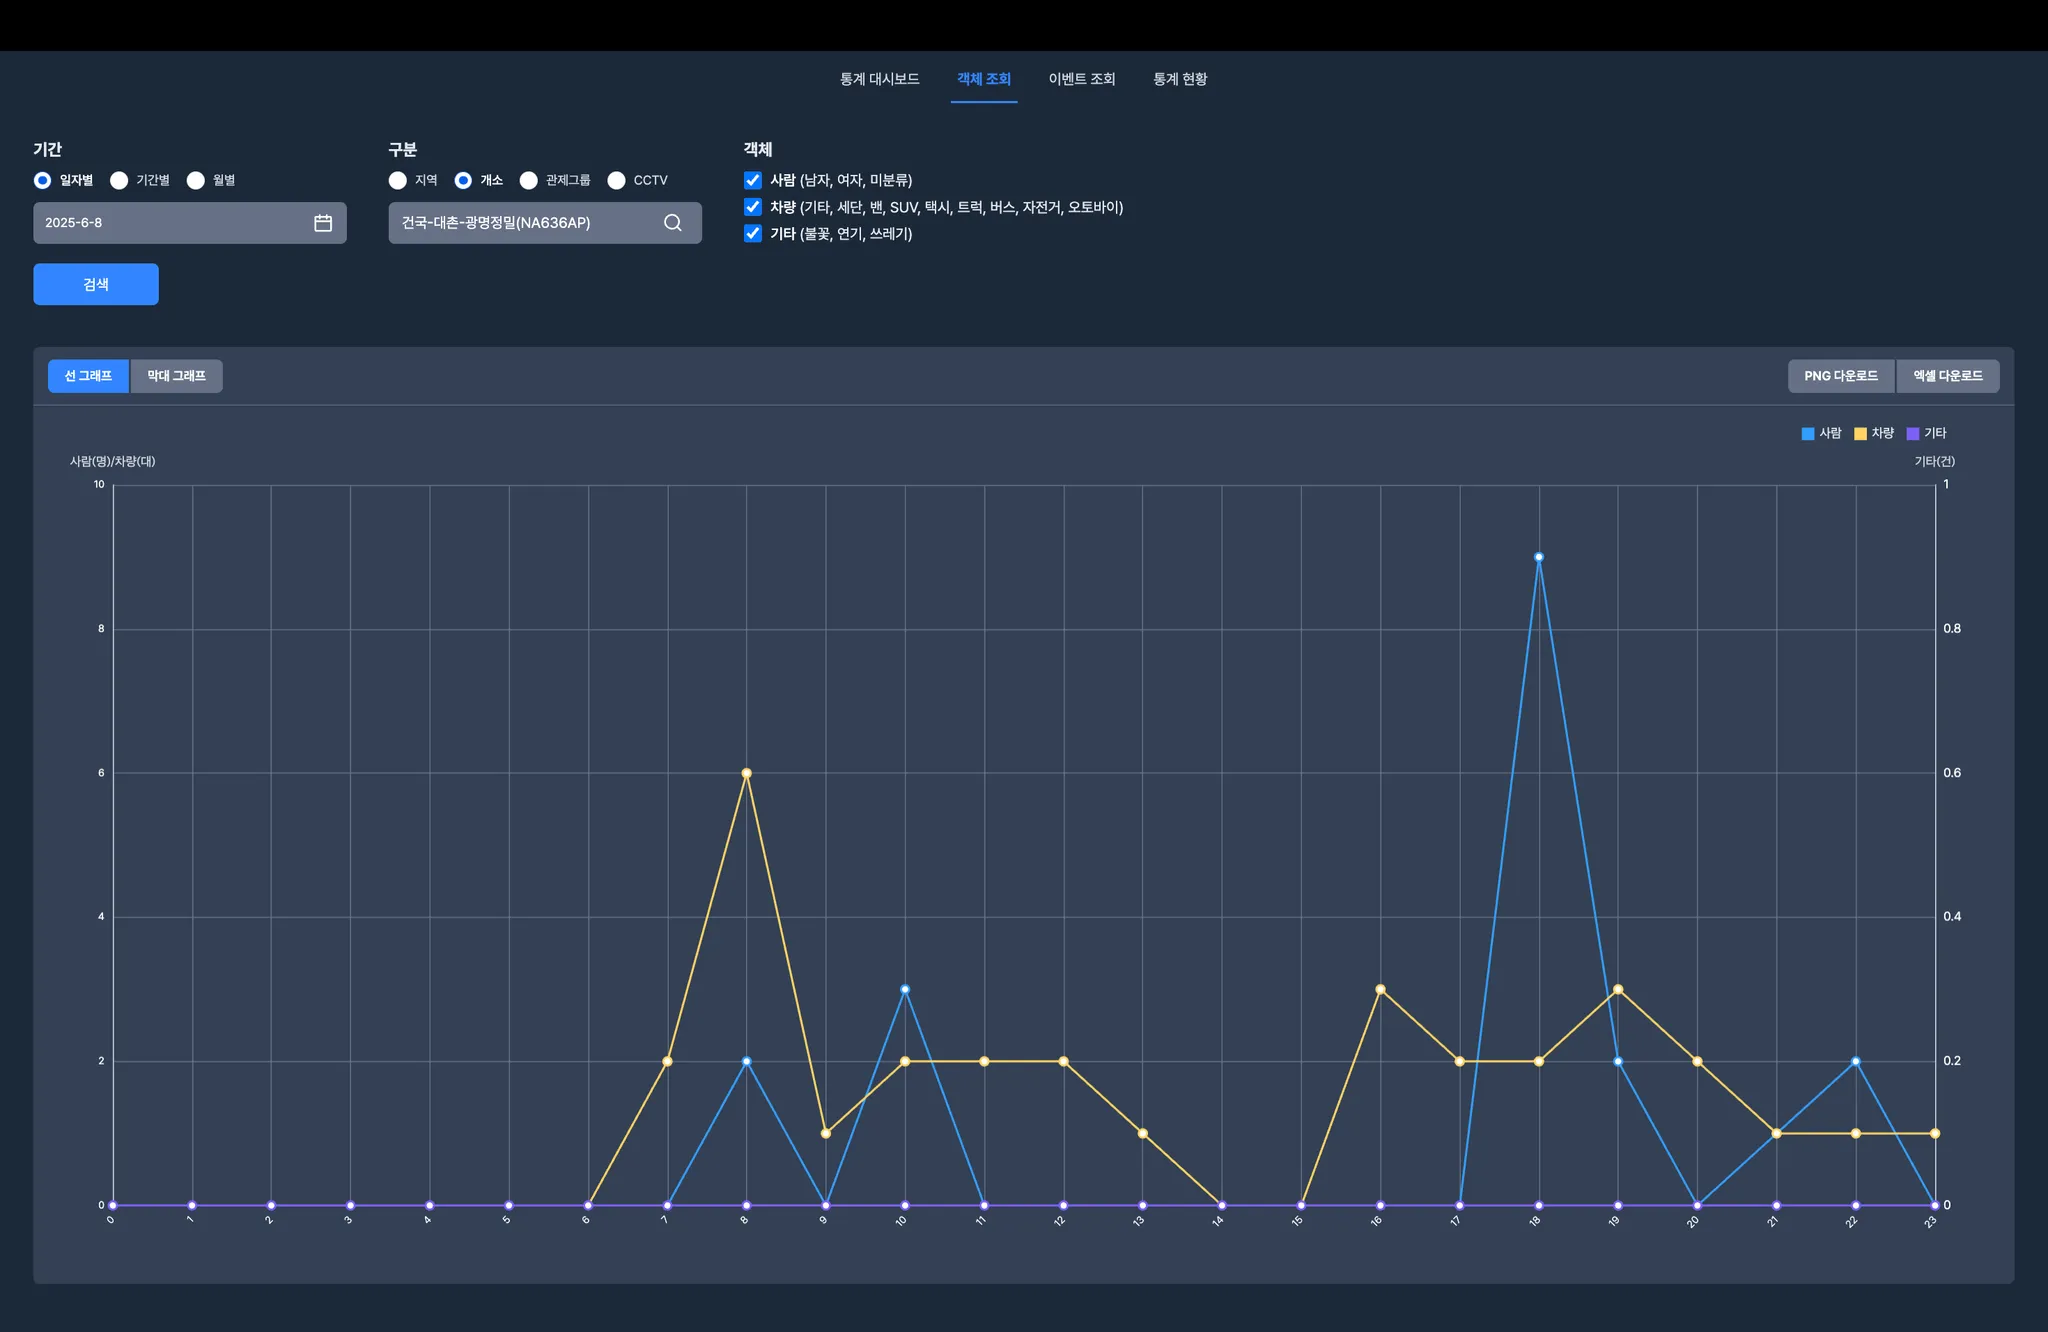 통계 대시보드 객체 조회 이벤트 조회 통계 현황
기간 구분 객체
일자별 기간별 월별 지역 개소 관제그룹 CCTV 사람 (남자, 여자, 미분류)
차량 (기타, 세단, 밴, SUV, 택시, 트럭, 버스, 자전거, 오토바이)
2025-6-8 건국-대촌-광명정밀(NA636AP)
기타 (불꽃, 연기, 쓰레기)
검색
선 그래프 막대 그래프 PNG 다운로드 엑셀 다운로드
사람 차량 기타
사람(명)/차량(대) 기타(건)
10 1
8 0.8
6 0.6
4 0.4
2 0.2
0 0
0 1 2 3 4 5 6 7 8 9 10 11 12 13 14 15 16 17 18 19 20 21 22 23